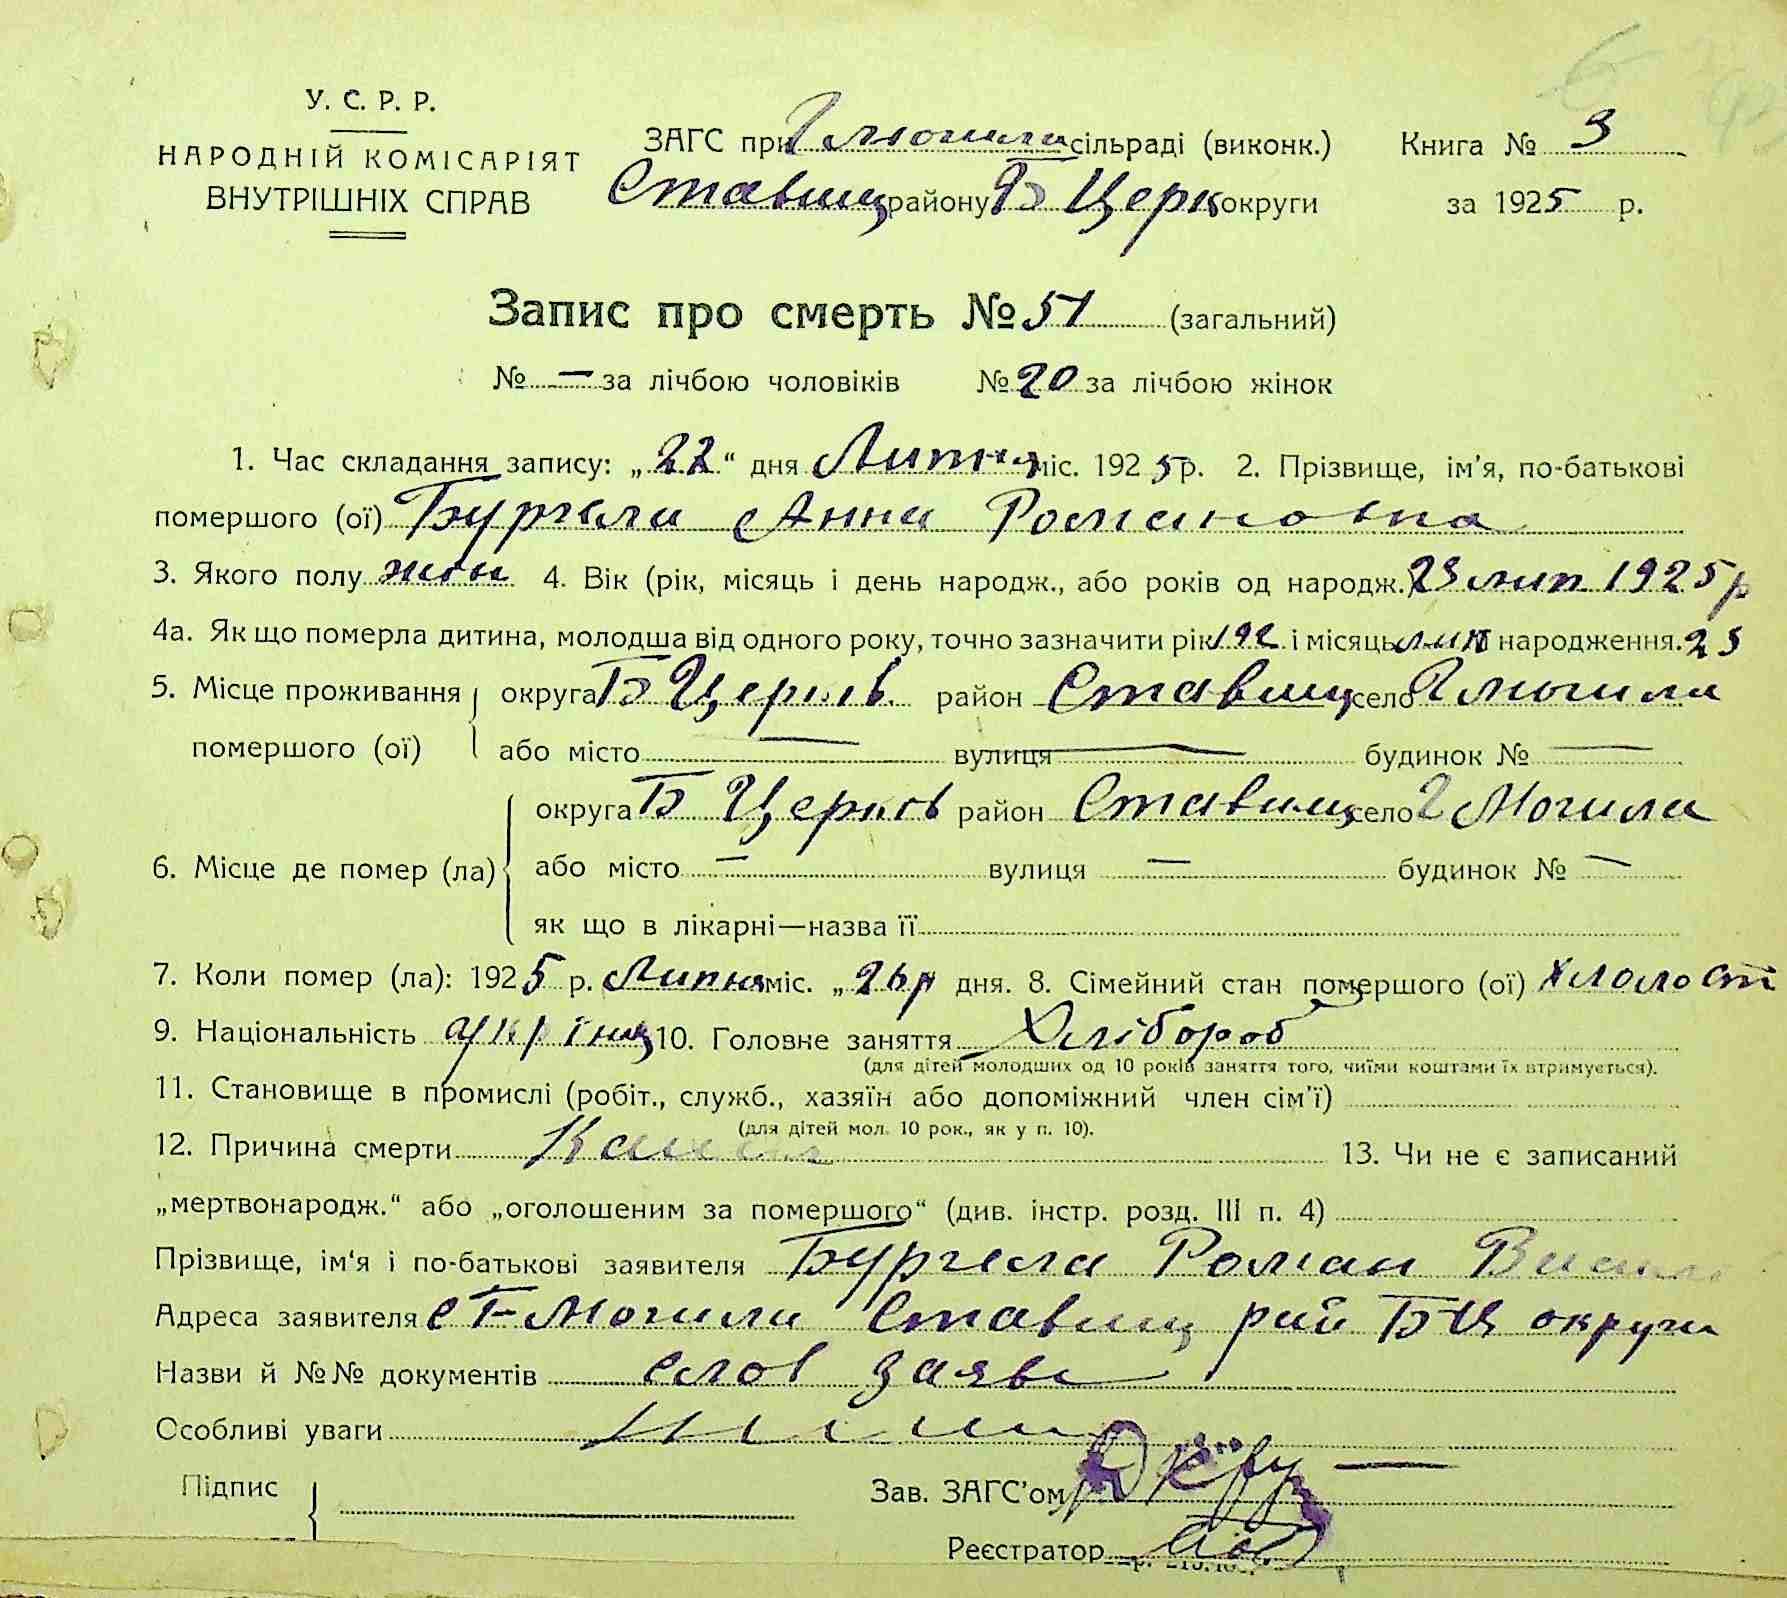 У. С. Р. Р.
НАРОДНІЙ КОМІСАРІЯТ
ВНУТРІШНІХ СПРАВ
ЗАГС при Гмогила сільраді (виконк.)
Ставищ району Б Церк округи
Книга № 3
за 1925 р.
Запис про смерть № 51 (загальний)
№ — за лічбою чоловіків № 20 за лічбою жінок
1. Час складання запису: „22“ дня Липня міс. 1925 р. 2. Прізвище, ім'я, по-батькові
помершого (ої) Бургела Анна Романовна
3. Якого полу жін 4. Вік (рік, місяць і день народж., або років од народж.) 23 лип 1925 р
4а. Як що померла дитина, молодша від одного року, точно зазначити рік 192 і місяць лип народження. 23
5. Місце проживання помершого (ої) округа Б Церків район Ставищ село Гмогила
або місто — вулиця — будинок № —
6. Місце де помер (ла) округа Б Церків район Ставищ село Г Могила
або місто — вулиця — будинок № —
як що в лікарні—назва її
7. Коли помер (ла): 1925 р. Липня міс. „26 р дня. 8. Сімейний стан помершого (ої) Холост
9. Національність україн 10. Головне заняття Хлібороб
(для дітей молодших од 10 років заняття того, чиїми коштами їх втримується).
11. Становище в промислі (робіт., служб., хазяїн або допоміжний член сім'ї)
(для дітей мол. 10 рок., як у п. 10).
12. Причина смерти Кашель 13. Чи не є записаний
„мертвонародж.“ або „оголошеним за помершого“ (див. інстр. розд. III п. 4)
Прізвище, ім'я і по-батькові заявителя Бургела Роман
Адреса заявителя с Г-Могила Ставищ рай БЦ округи
Назви й №№ документів слов заява
Особливі уваги
Підпис
Зав. ЗАГС'ом
Реєстратор